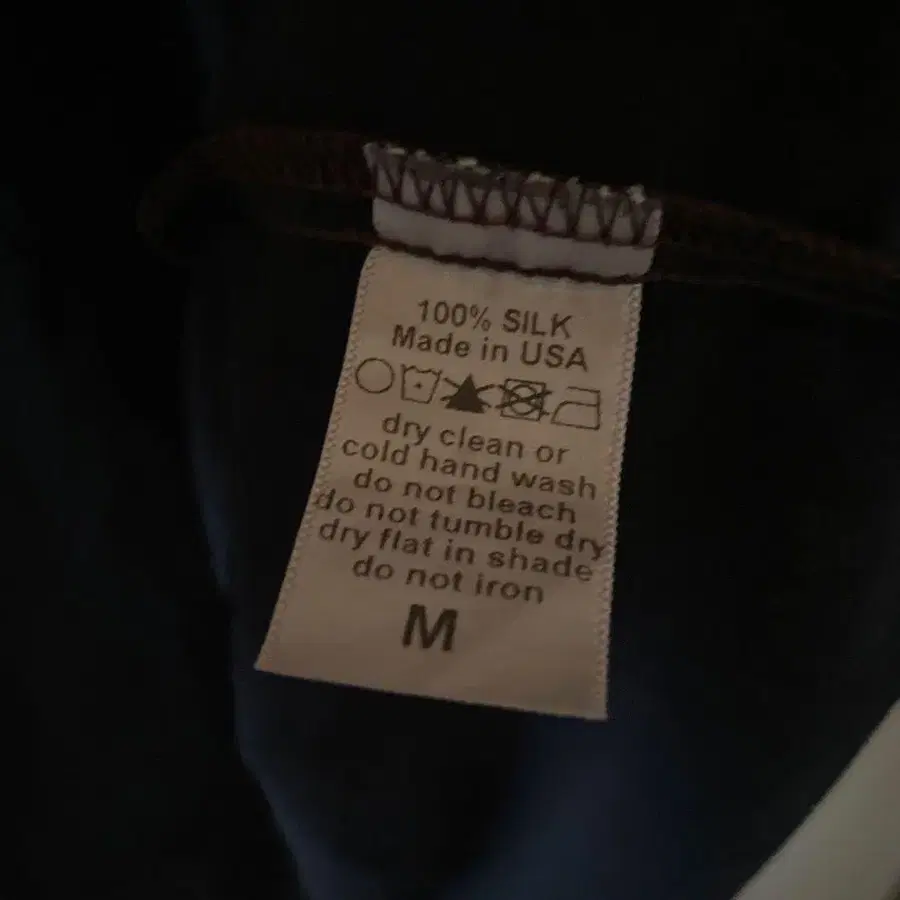 100% SILK
Made in USA
dry clean or
cold hand wash
do not bleach
do not tumble dry
dry flat in shade
do not iron
M